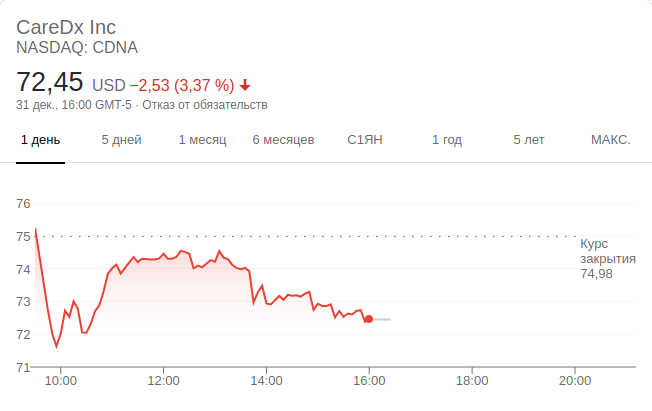 CareDx Inc
NASDAQ: CDNA
72,45 USD −2,53 (3,37 %)
31 дек., 16:00 GMT-5 · Отказ от обязательств
1 день 5 дней 1 месяц 6 месяцев С1ЯН 1 год 5 лет МАКС.
76
75
74
73
72
71
Курс
закрытия
74,98
10:00 12:00 14:00 16:00 18:00 20:00